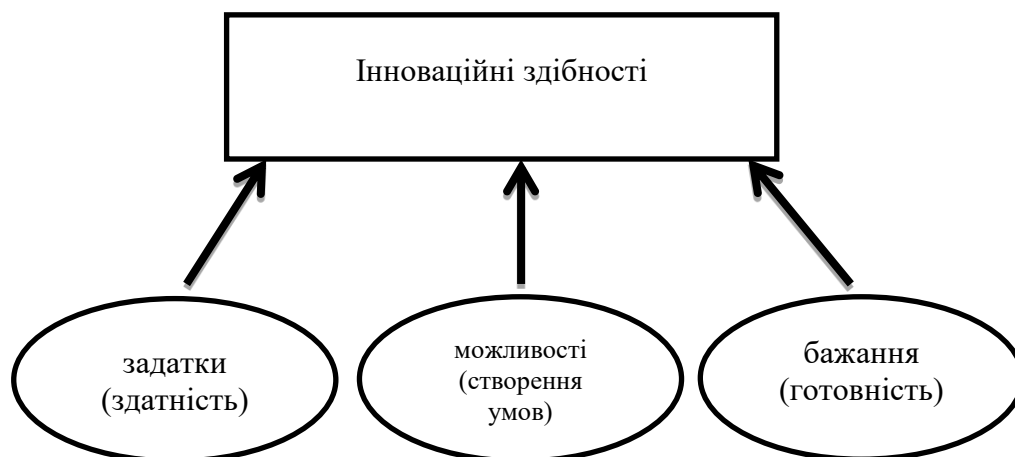 Інноваційні здібності
задатки
(здатність)
можливості
(створення
умов)
бажання
(готовність)